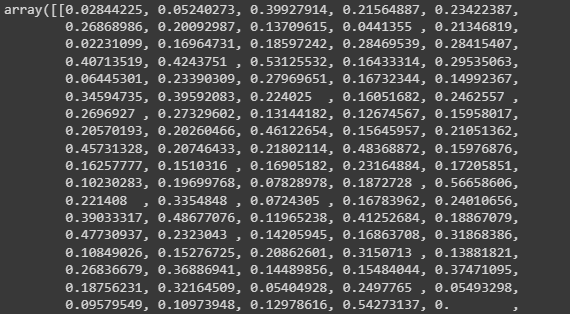 array([[0.02844225, 0.05240273, 0.39927914, 0.21564887, 0.23422387,
0.26868986, 0.20092987, 0.13709615, 0.0441355 , 0.21346819,
0.02231099, 0.16964731, 0.18597242, 0.28469539, 0.28415407,
0.40713519, 0.4243751 , 0.53125532, 0.16433314, 0.29535063,
0.06445301, 0.23390309, 0.27969651, 0.16732344, 0.14992367,
0.34594735, 0.39592083, 0.224025  , 0.16051682, 0.2462557 ,
0.2696927 , 0.27329602, 0.13144182, 0.12674567, 0.15958017,
0.20570193, 0.20260466, 0.46122654, 0.15645957, 0.21051362,
0.45731328, 0.20746433, 0.21802114, 0.48368872, 0.15976876,
0.16257777, 0.1510316 , 0.16905182, 0.23164884, 0.17205851,
0.10230283, 0.19699768, 0.07828978, 0.1872728 , 0.56658606,
0.221408  , 0.3354848 , 0.0724305 , 0.16783962, 0.24010656,
0.39033317, 0.48677076, 0.11965238, 0.41252684, 0.18867079,
0.47730937, 0.2323043 , 0.14205945, 0.16863708, 0.31868386,
0.10849026, 0.15276725, 0.20862601, 0.3150713 , 0.13881821,
0.26836679, 0.36886941, 0.14489856, 0.15484044, 0.37471095,
0.18756231, 0.32164509, 0.05404928, 0.2497765 , 0.05493298,
0.09579549, 0.10973948, 0.12978616, 0.54273137, 0.        ,